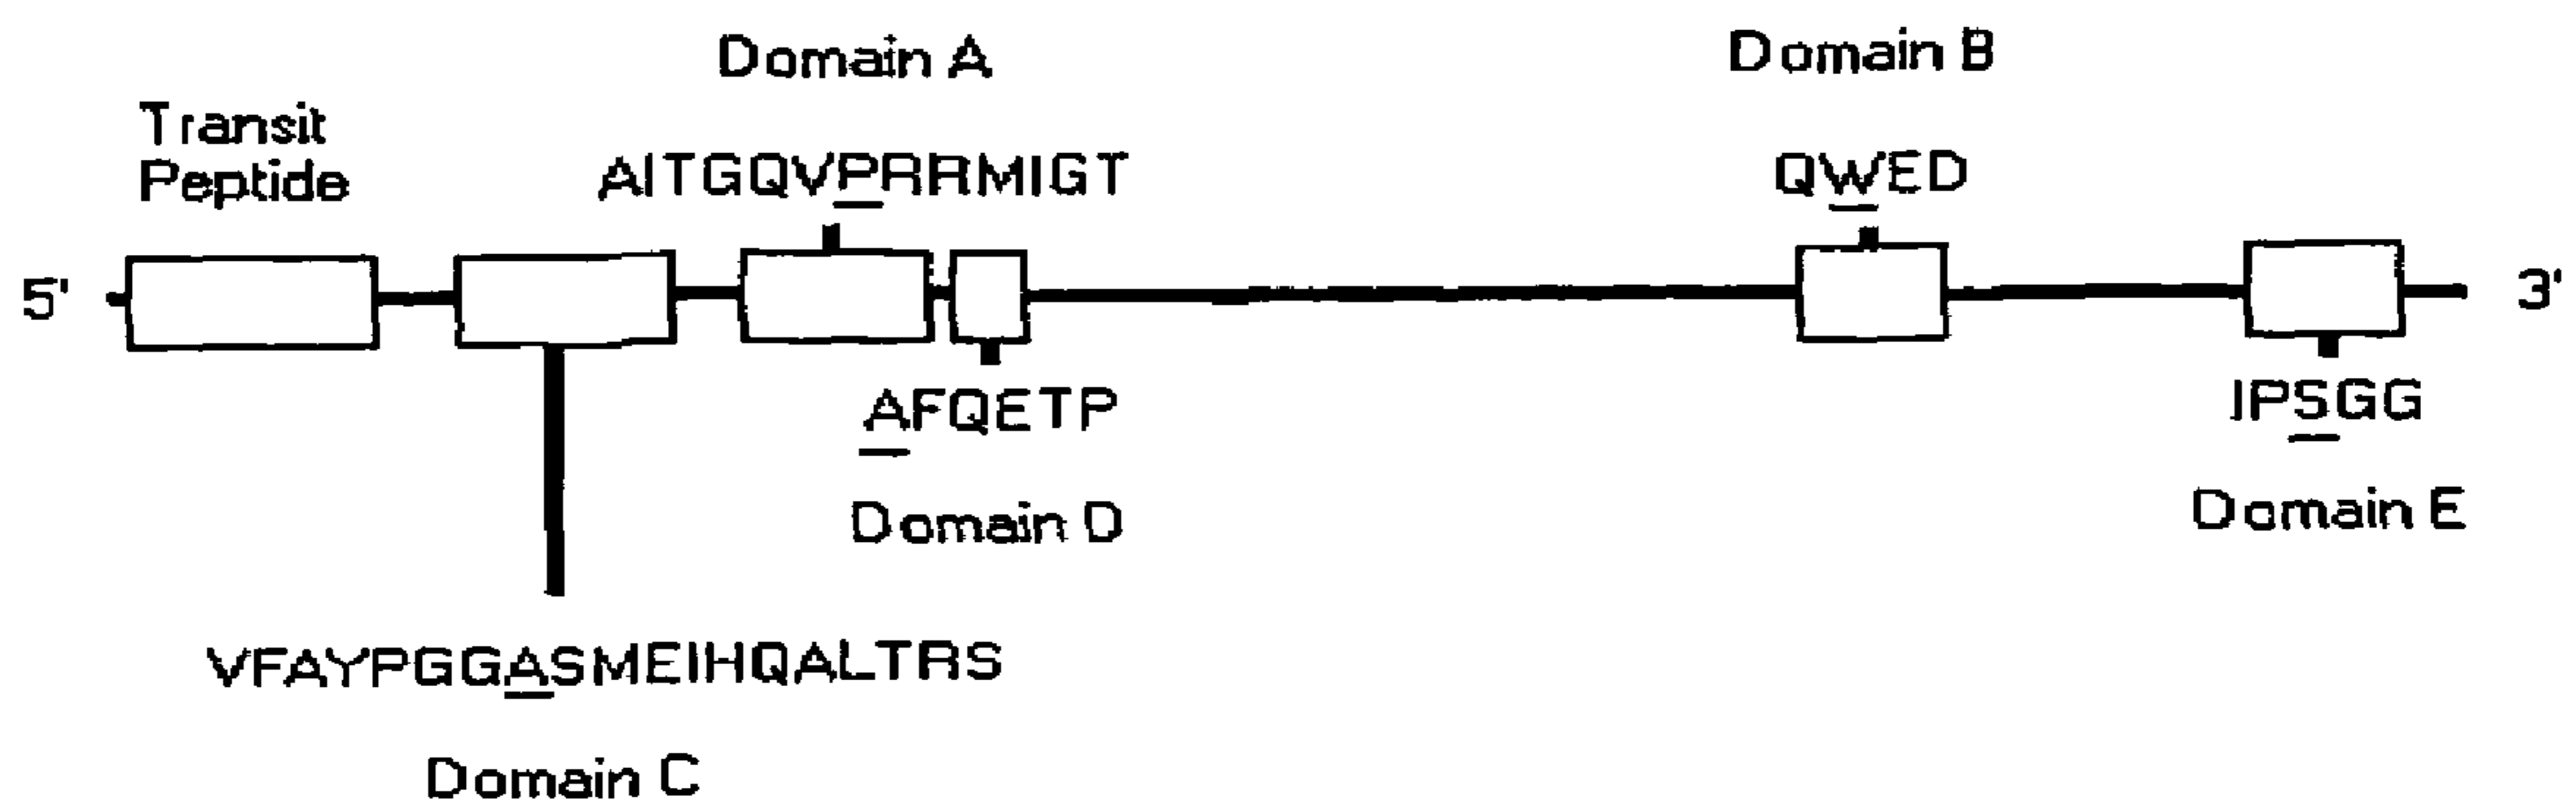 Domain A
Domain B
Transit
Peptide
AITGQVPRRMIGT
QWED
5'
3'
AFQETP
IPSGG
Domain D
Domain E
VFAYPGGASMEIHQALTRS
Domain C